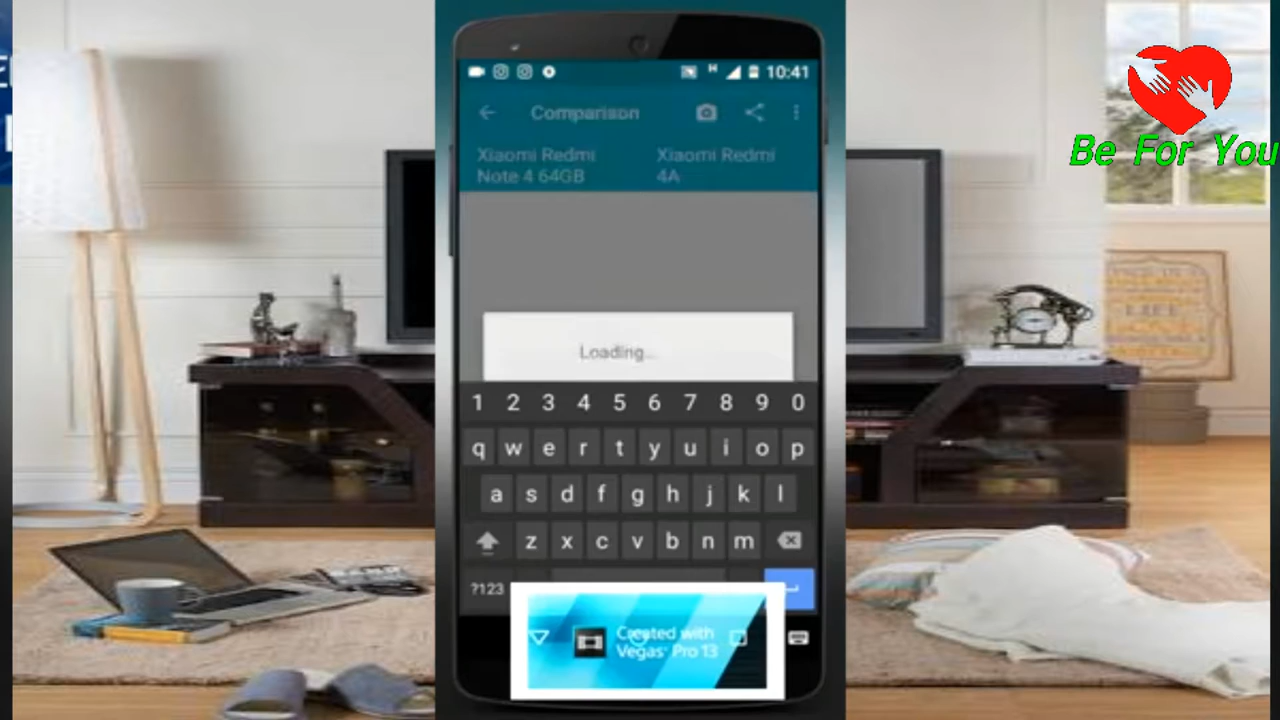 10:41
Comparison
Xiaomi Redmi
Note 4 64GB
Xiaomi Redmi
4A
Loading...
1 2 3 4 5 6 7 8 9 0
q w e r t y u i o p
a s d f g h j k l
z x c v b n m
?123
Created with
Vegas Pro 13
Be For You
LIFE